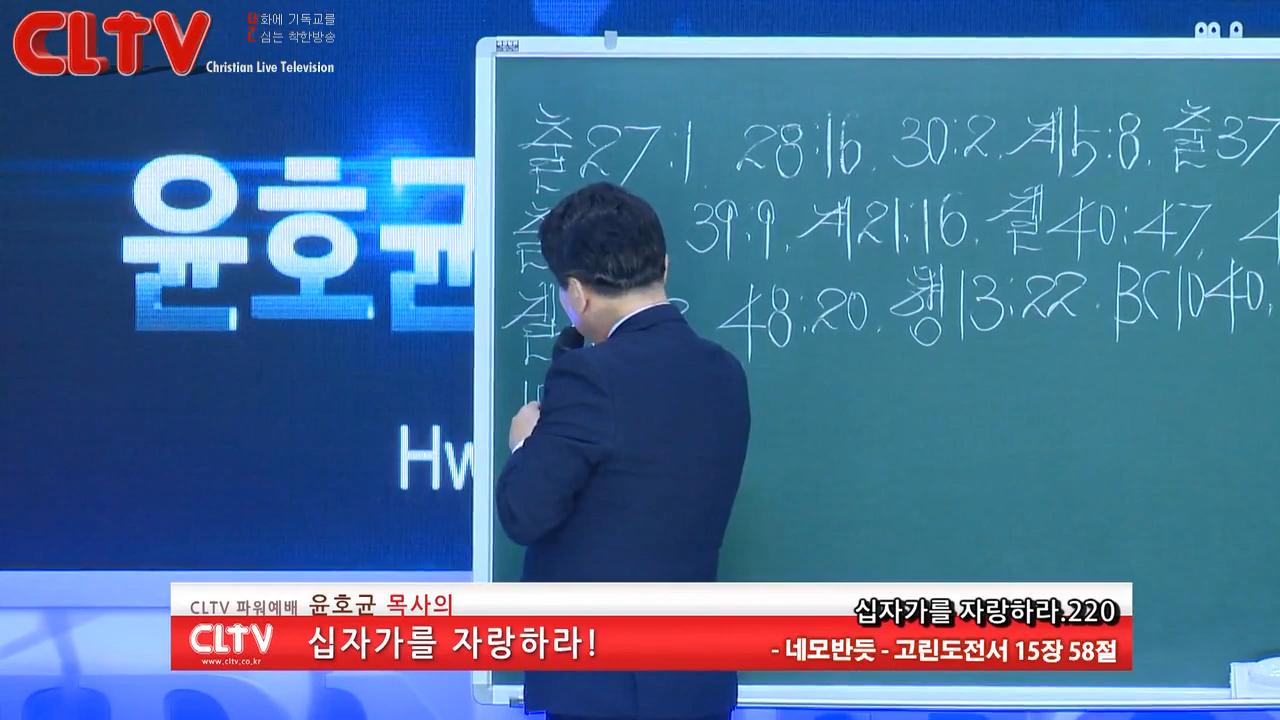 CLTV
문화에 기독교를
심는 착한방송
Christian Live Television
윤호균
Hw
출27:1. 28:16. 30:2. 계5:8. 출37
39:9. 계21:16. 겔40:47.
겔 48:20. 행13:22. BC1040.
CLTV 파워예배 윤호균 목사의
CLTV
www.cltv.co.kr
십자가를 자랑하라!
십자가를 자랑하라.220
- 네모반듯 - 고린도전서 15장 58절